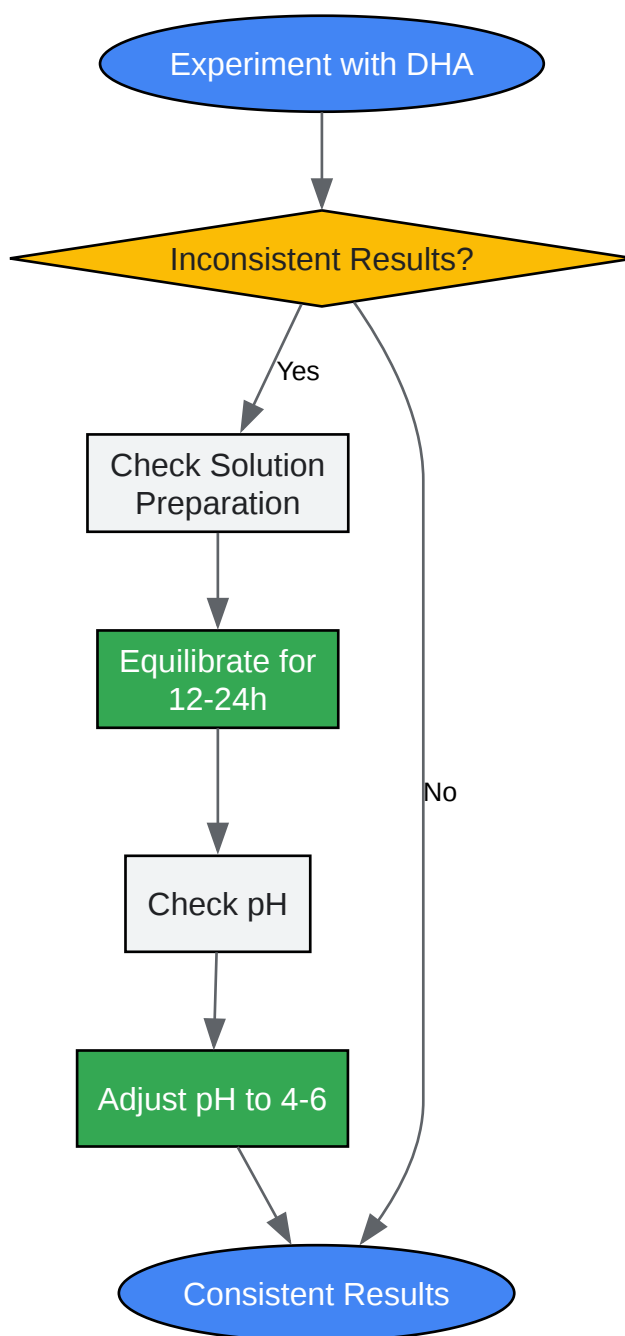 Experiment with DHA
Inconsistent Results?
Yes
Check Solution
Preparation
Equilibrate for
12-24h
No
Check pH
Adjust pH to 4-6
Consistent Results